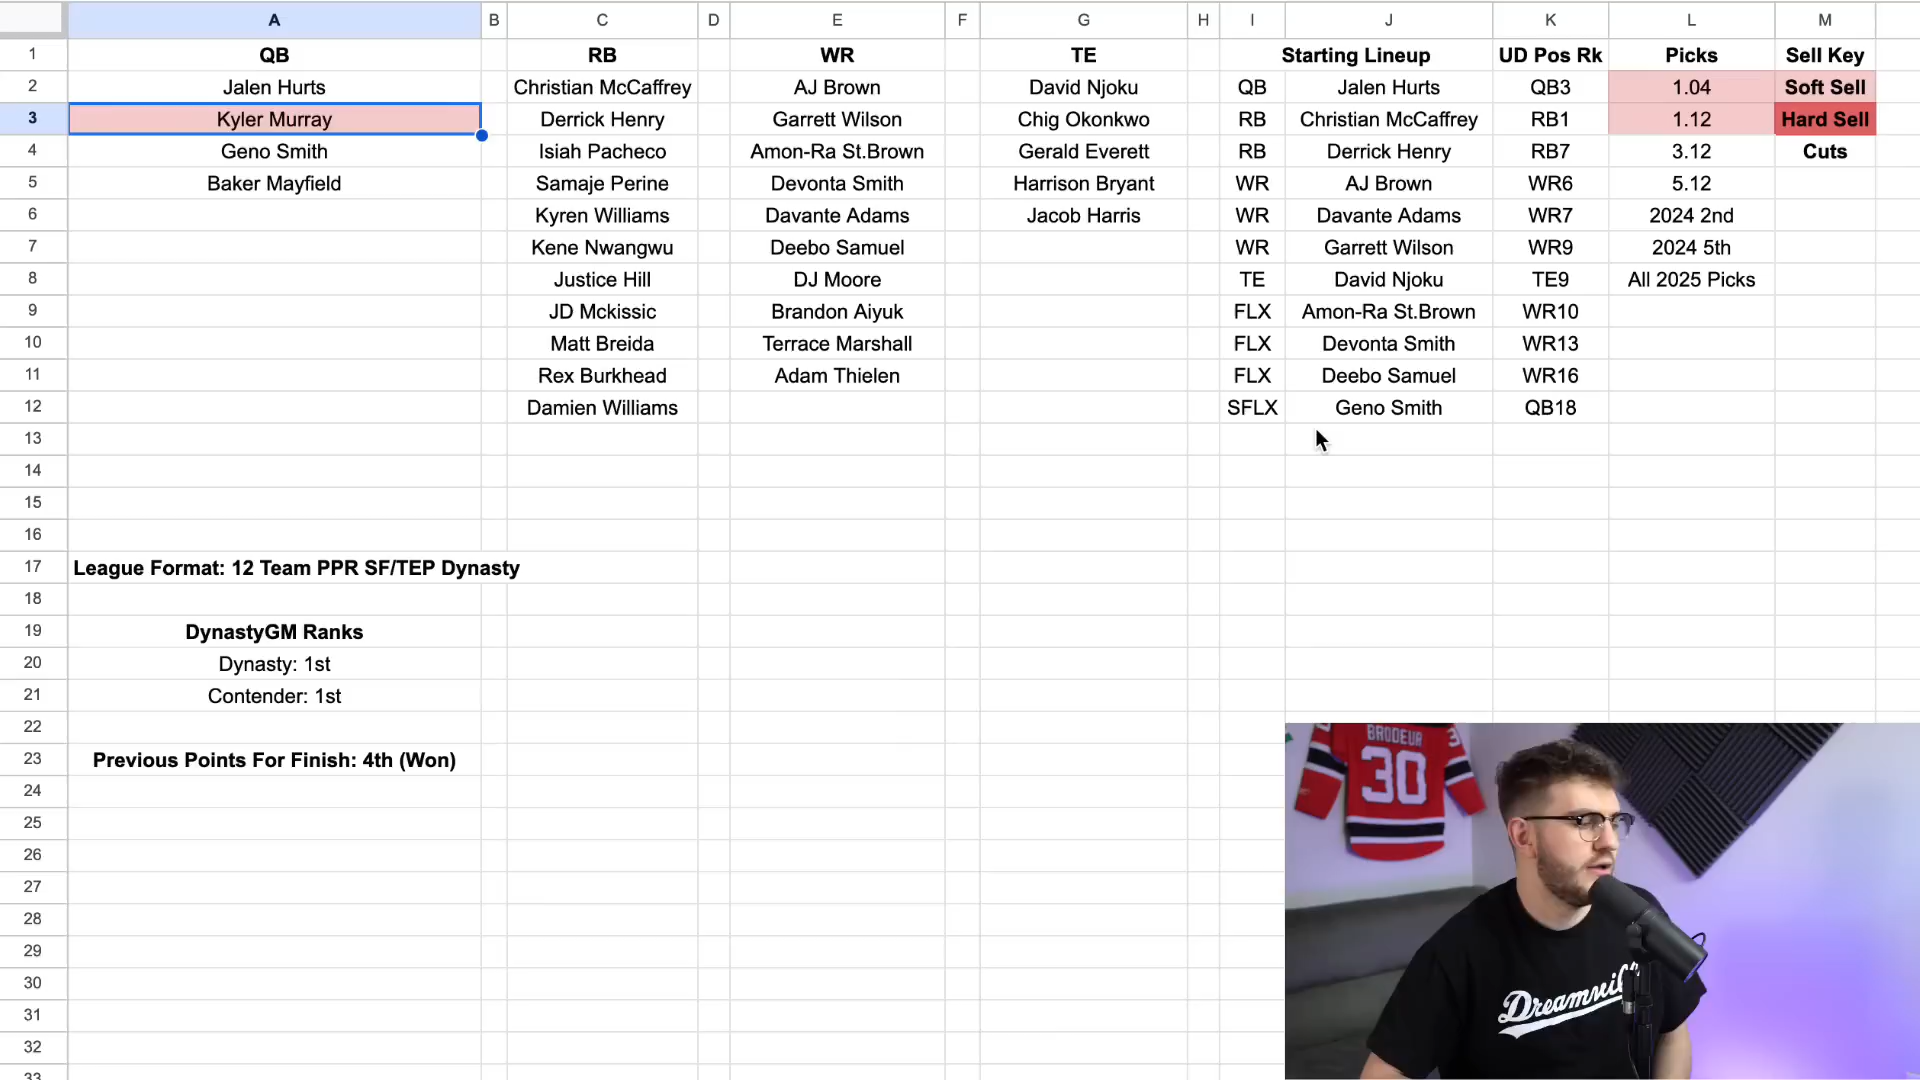 A B C D E F G H I J K L M
1 QB RB WR TE Starting Lineup UD Pos Rk Picks Sell Key
2 Jalen Hurts Christian McCaffrey AJ Brown David Njoku QB Jalen Hurts QB3 1.04 Soft Sell
3 Kyler Murray Derrick Henry Garrett Wilson Chig Okonkwo RB Christian McCaffrey RB1 1.12 Hard Sell
4 Geno Smith Isiah Pacheco Amon-Ra St.Brown Gerald Everett RB Derrick Henry RB7 3.12 Cuts
5 Baker Mayfield Samaje Perine Devonta Smith Harrison Bryant WR AJ Brown WR6 5.12
6 Kyren Williams Davante Adams Jacob Harris WR Davante Adams WR7 2024 2nd
7 Kene Nwangwu Deebo Samuel WR Garrett Wilson WR9 2024 5th
8 Justice Hill DJ Moore TE David Njoku TE9 All 2025 Picks
9 JD Mckissic Brandon Aiyuk FLX Amon-Ra St.Brown WR10
10 Matt Breida Terrace Marshall FLX Devonta Smith WR13
11 Rex Burkhead Adam Thielen FLX Deebo Samuel WR16
12 Damien Williams SFLX Geno Smith QB18
13
14
15
16
17 League Format: 12 Team PPR SF/TEP Dynasty
18
19 DynastyGM Ranks
20 Dynasty: 1st
21 Contender: 1st
22
23 Previous Points For Finish: 4th (Won)
24
25
26
27
28
29
30
31
32
33
BRODEUR
30